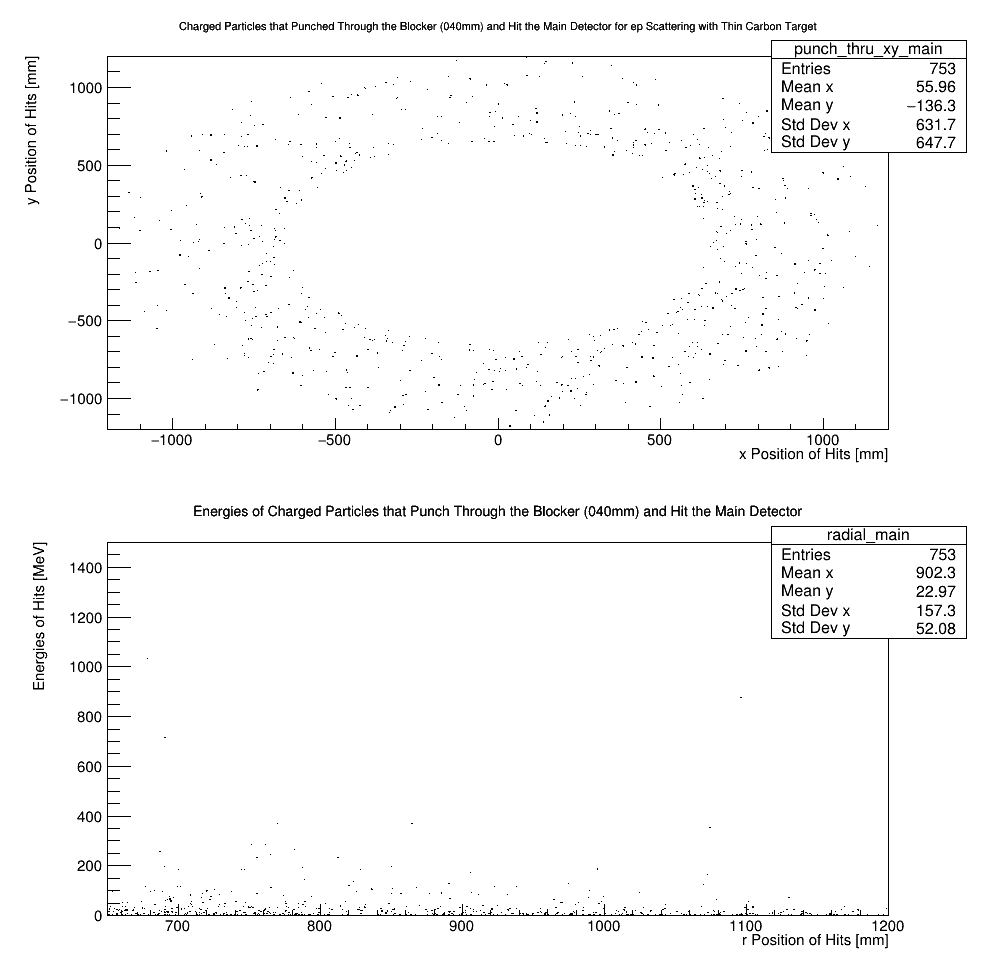 Charged Particles that Punched Through the Blocker (040mm) and Hit the Main Detector for ep Scattering with Thin Carbon Target
punch_thru_xy_main
Entries 753
Mean x 55.96
Mean y −136.3
Std Dev x 631.7
Std Dev y 647.7
y Position of Hits [mm]
1000
500
0
−500
−1000
−1000 −500 0 500 1000
x Position of Hits [mm]
Energies of Charged Particles that Punch Through the Blocker (040mm) and Hit the Main Detector
radial_main
Entries 753
Mean x 902.3
Mean y 22.97
Std Dev x 157.3
Std Dev y 52.08
Energies of Hits [MeV]
1400
1200
1000
800
600
400
200
0
700 800 900 1000 1100 1200
r Position of Hits [mm]